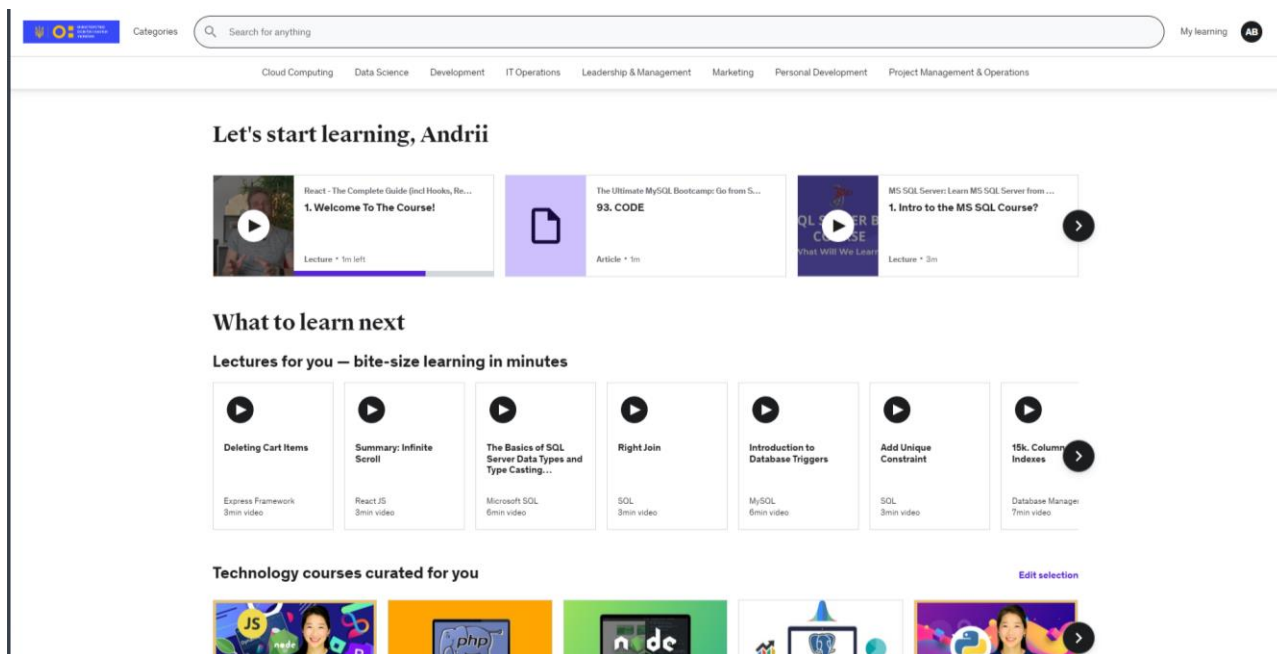 Categories
Search for anything
My learning
AB
Cloud Computing
Data Science
Development
IT Operations
Leadership & Management
Marketing
Personal Development
Project Management & Operations
Let's start learning, Andrii
React - The Complete Guide (incl Hooks, Re...
1. Welcome To The Course!
Lecture • 1m left
The Ultimate MySQL Bootcamp: Go from S...
93. CODE
Article • 1m
MS SQL Server: Learn MS SQL Server from ...
1. Intro to the MS SQL Course?
Lecture • 3m
What to learn next
Lectures for you — bite-size learning in minutes
Deleting Cart Items
Express Framework
3min video
Summary: Infinite
Scroll
React JS
3min video
The Basics of SQL
Server Data Types and
Type Casting...
Microsoft SQL
6min video
Right Join
SQL
3min video
Introduction to
Database Triggers
MySQL
6min video
Add Unique
Constraint
SQL
3min video
15k. Column
Indexes
Database Manage
7min video
Technology courses curated for you
Edit selection
JS
node
php
node